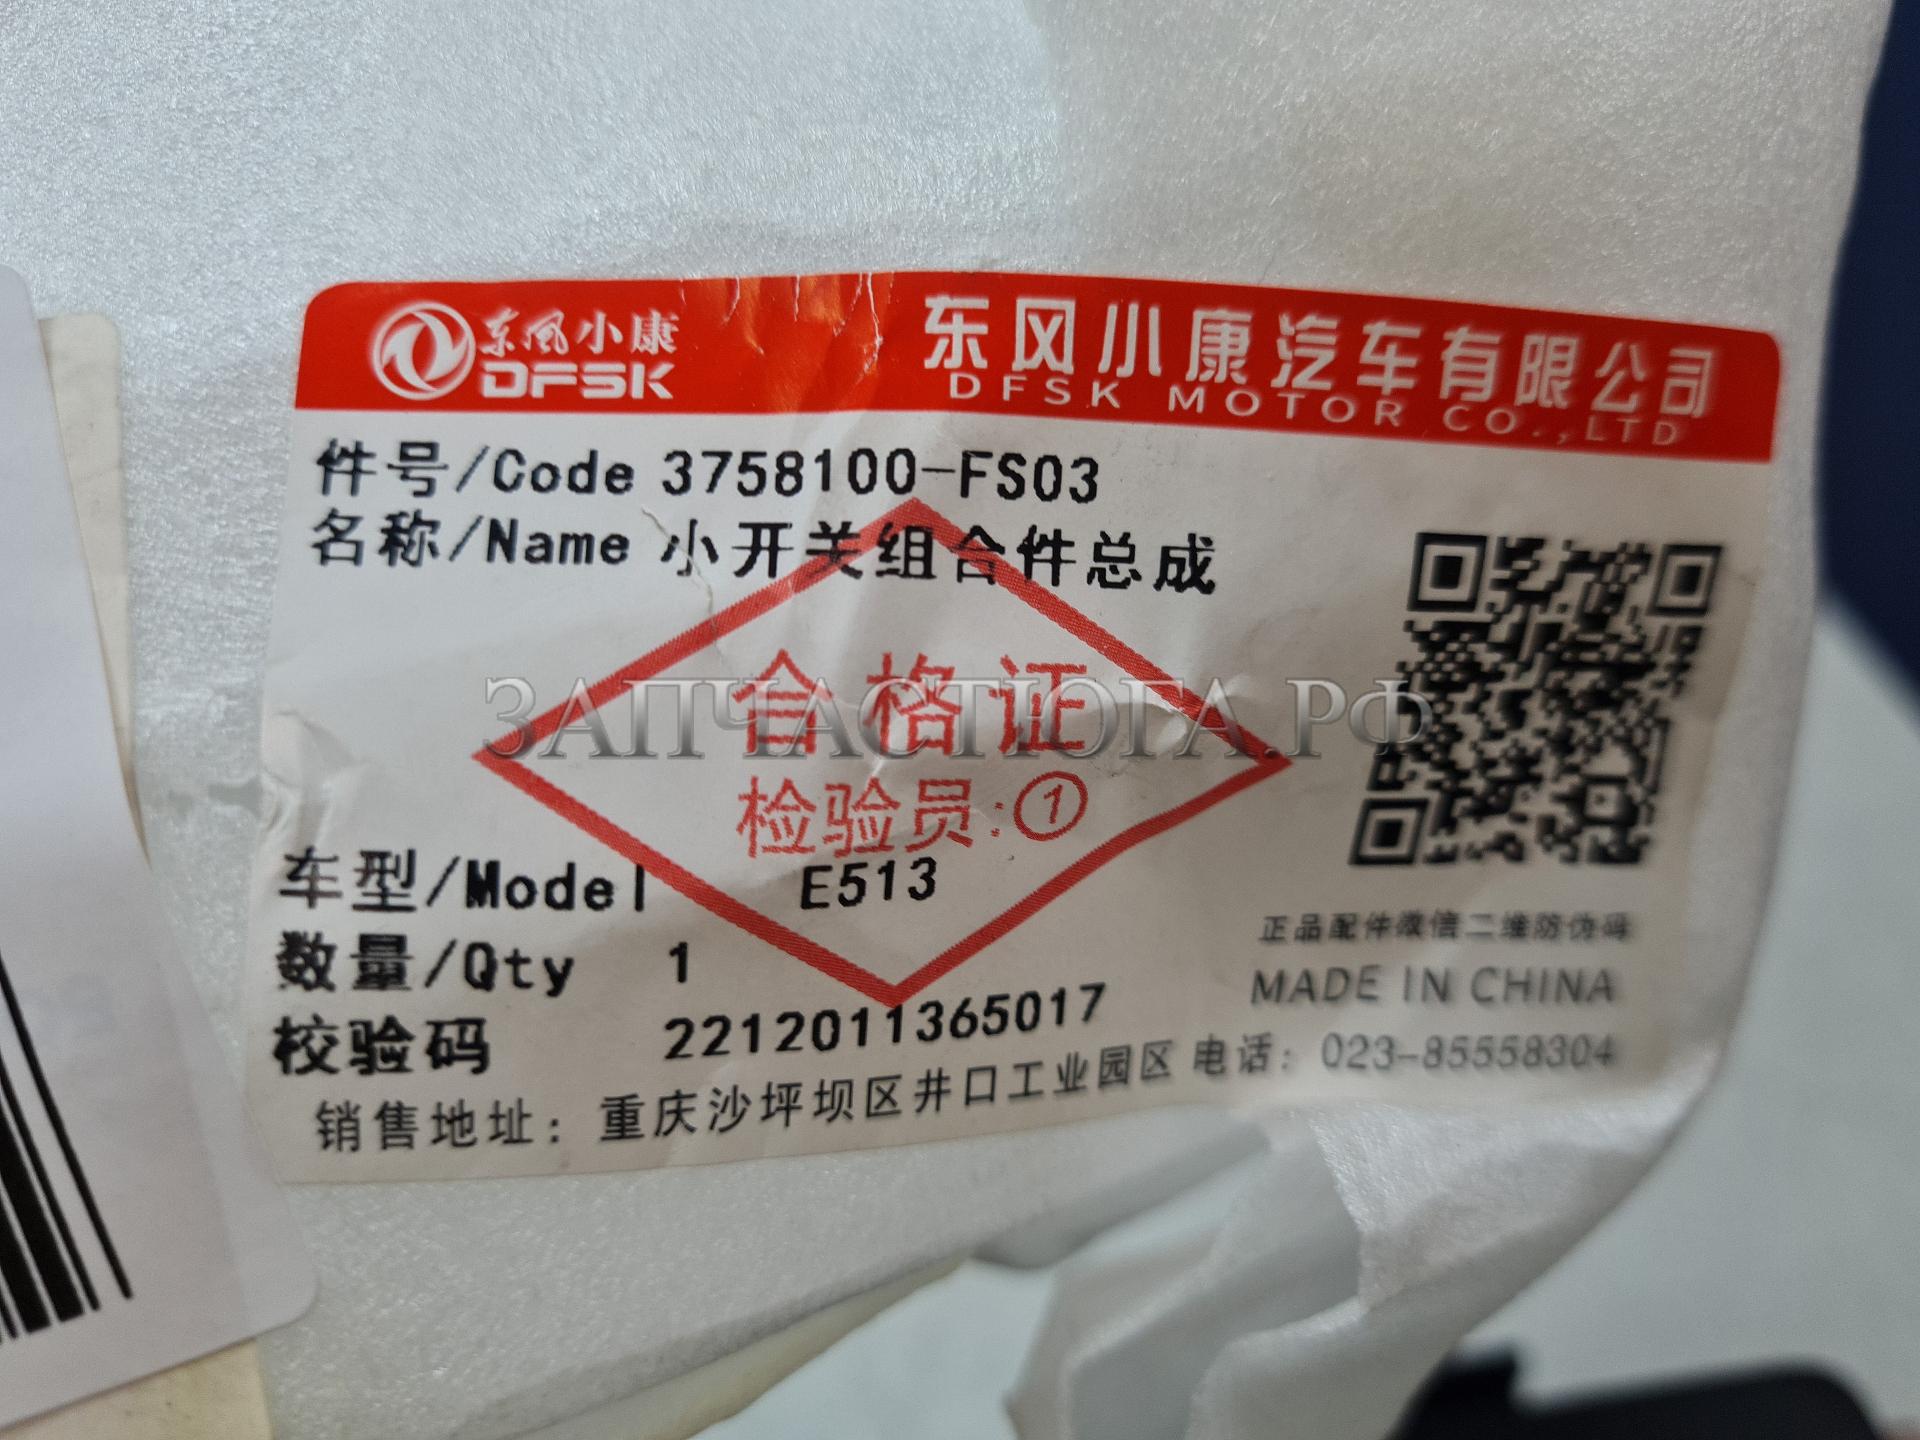 东风小康
DFSK
东风小康汽车有限公司
DFSK MOTOR CO.,LTD
件号/Code 3758100-FS03
名称/Name 小开关组合件总成
合格证
ЗАПЧАСТЮГА.РФ
检验员:①
车型/Model E513
数量/Qty 1
正品配件微信二维防伪码
MADE IN CHINA
校验码 2212011365017
销售地址：重庆沙坪坝区井口工业园区 电话：023-85558304